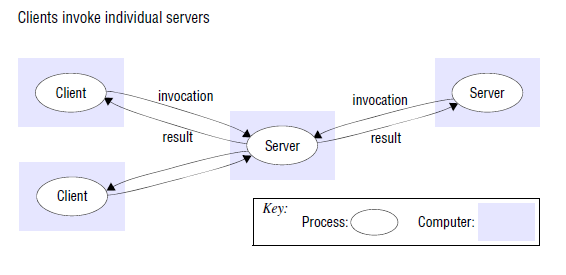 Clients invoke individual servers
Client
invocation
invocation
Server
result
Server
result
Client
Key:
Process:
Computer: